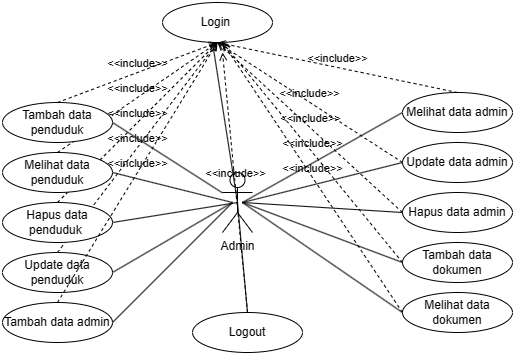 Login
<<include>>
<<include>>
<<include>>
<<include>>
Tambah data
penduduk
<<include>>
Melihat data admin
<<include>>
<<include>>
Melihat data
penduduk
<<include>>
<<include>>
<<include>>
Update data admin
Hapus data
penduduk
Hapus data admin
Admin
Update data
penduduk
Tambah data
dokumen
Tambah data admin
Melihat data
dokumen
Logout